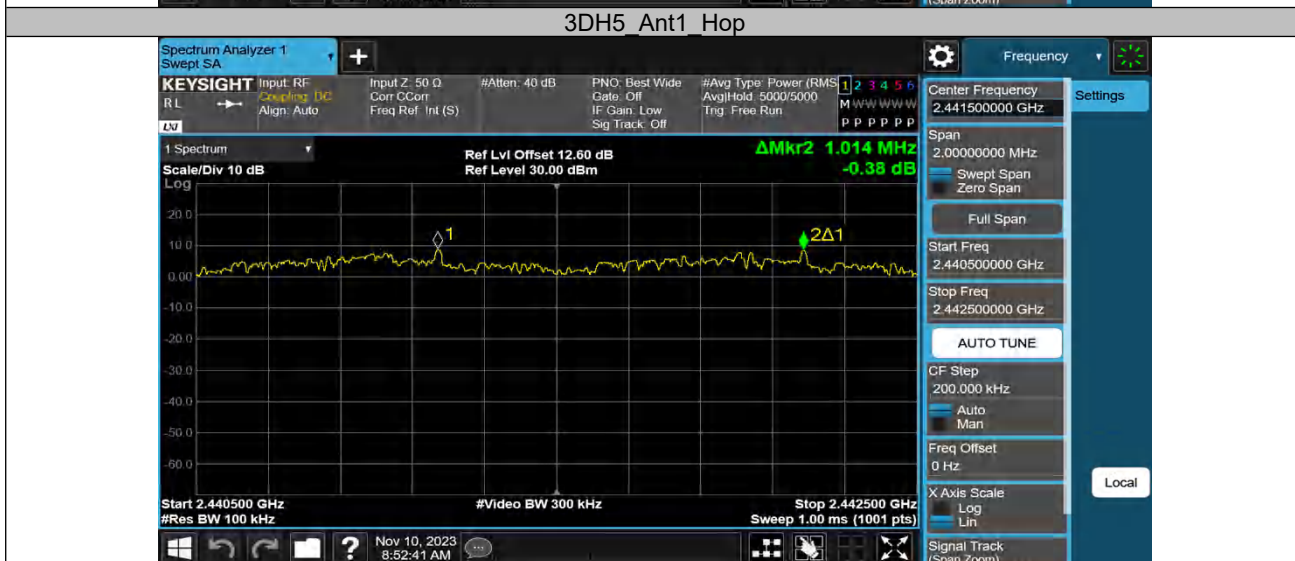 (Span Zoom)
3DH5_Ant1_Hop
Spectrum Analyzer 1
Swept SA
+
Frequency
KEYSIGHT
RL
LXI
Input: RF
Coupling: DC
Align: Auto
Input Z: 50 Ω
Corr CCorr
Freq Ref: Int (S)
#Atten: 40 dB
PNO: Best Wide
Gate: Off
IF Gain: Low
Sig Track: Off
#Avg Type: Power (RMS
Avg|Hold: 5000/5000
Trig: Free Run
1 2 3 4 5 6
M W W W W W
P P P P P P
Center Frequency
2.441500000 GHz
Settings
1 Spectrum
Scale/Div 10 dB
Log
Ref Lvl Offset 12.60 dB
Ref Level 30.00 dBm
ΔMkr2 1.014 MHz
-0.38 dB
20.0
10.0
0.00
-10.0
-20.0
-30.0
-40.0
-50.0
-60.0
1
2Δ1
Start 2.440500 GHz
#Res BW 100 kHz
#Video BW 300 kHz
Stop 2.442500 GHz
Sweep 1.00 ms (1001 pts)
Span
2.00000000 MHz
Swept Span
Zero Span
Full Span
Start Freq
2.440500000 GHz
Stop Freq
2.442500000 GHz
AUTO TUNE
CF Step
200.000 kHz
Auto
Man
Freq Offset
0 Hz
X Axis Scale
Log
Lin
Local
Signal Track
(Span Zoom)
?
Nov 10, 2023
8:52:41 AM